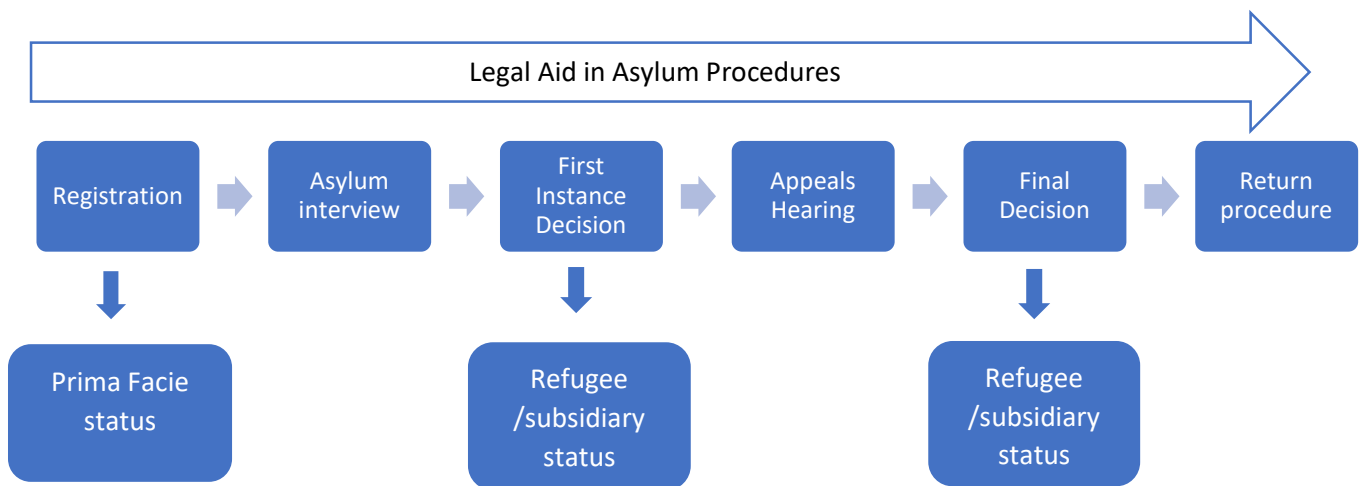 Legal Aid in Asylum Procedures
Registration
Asylum
interview
First
Instance
Decision
Appeals
Hearing
Final
Decision
Return
procedure
Prima Facie
status
Refugee
/subsidiary
status
Refugee
/subsidiary
status